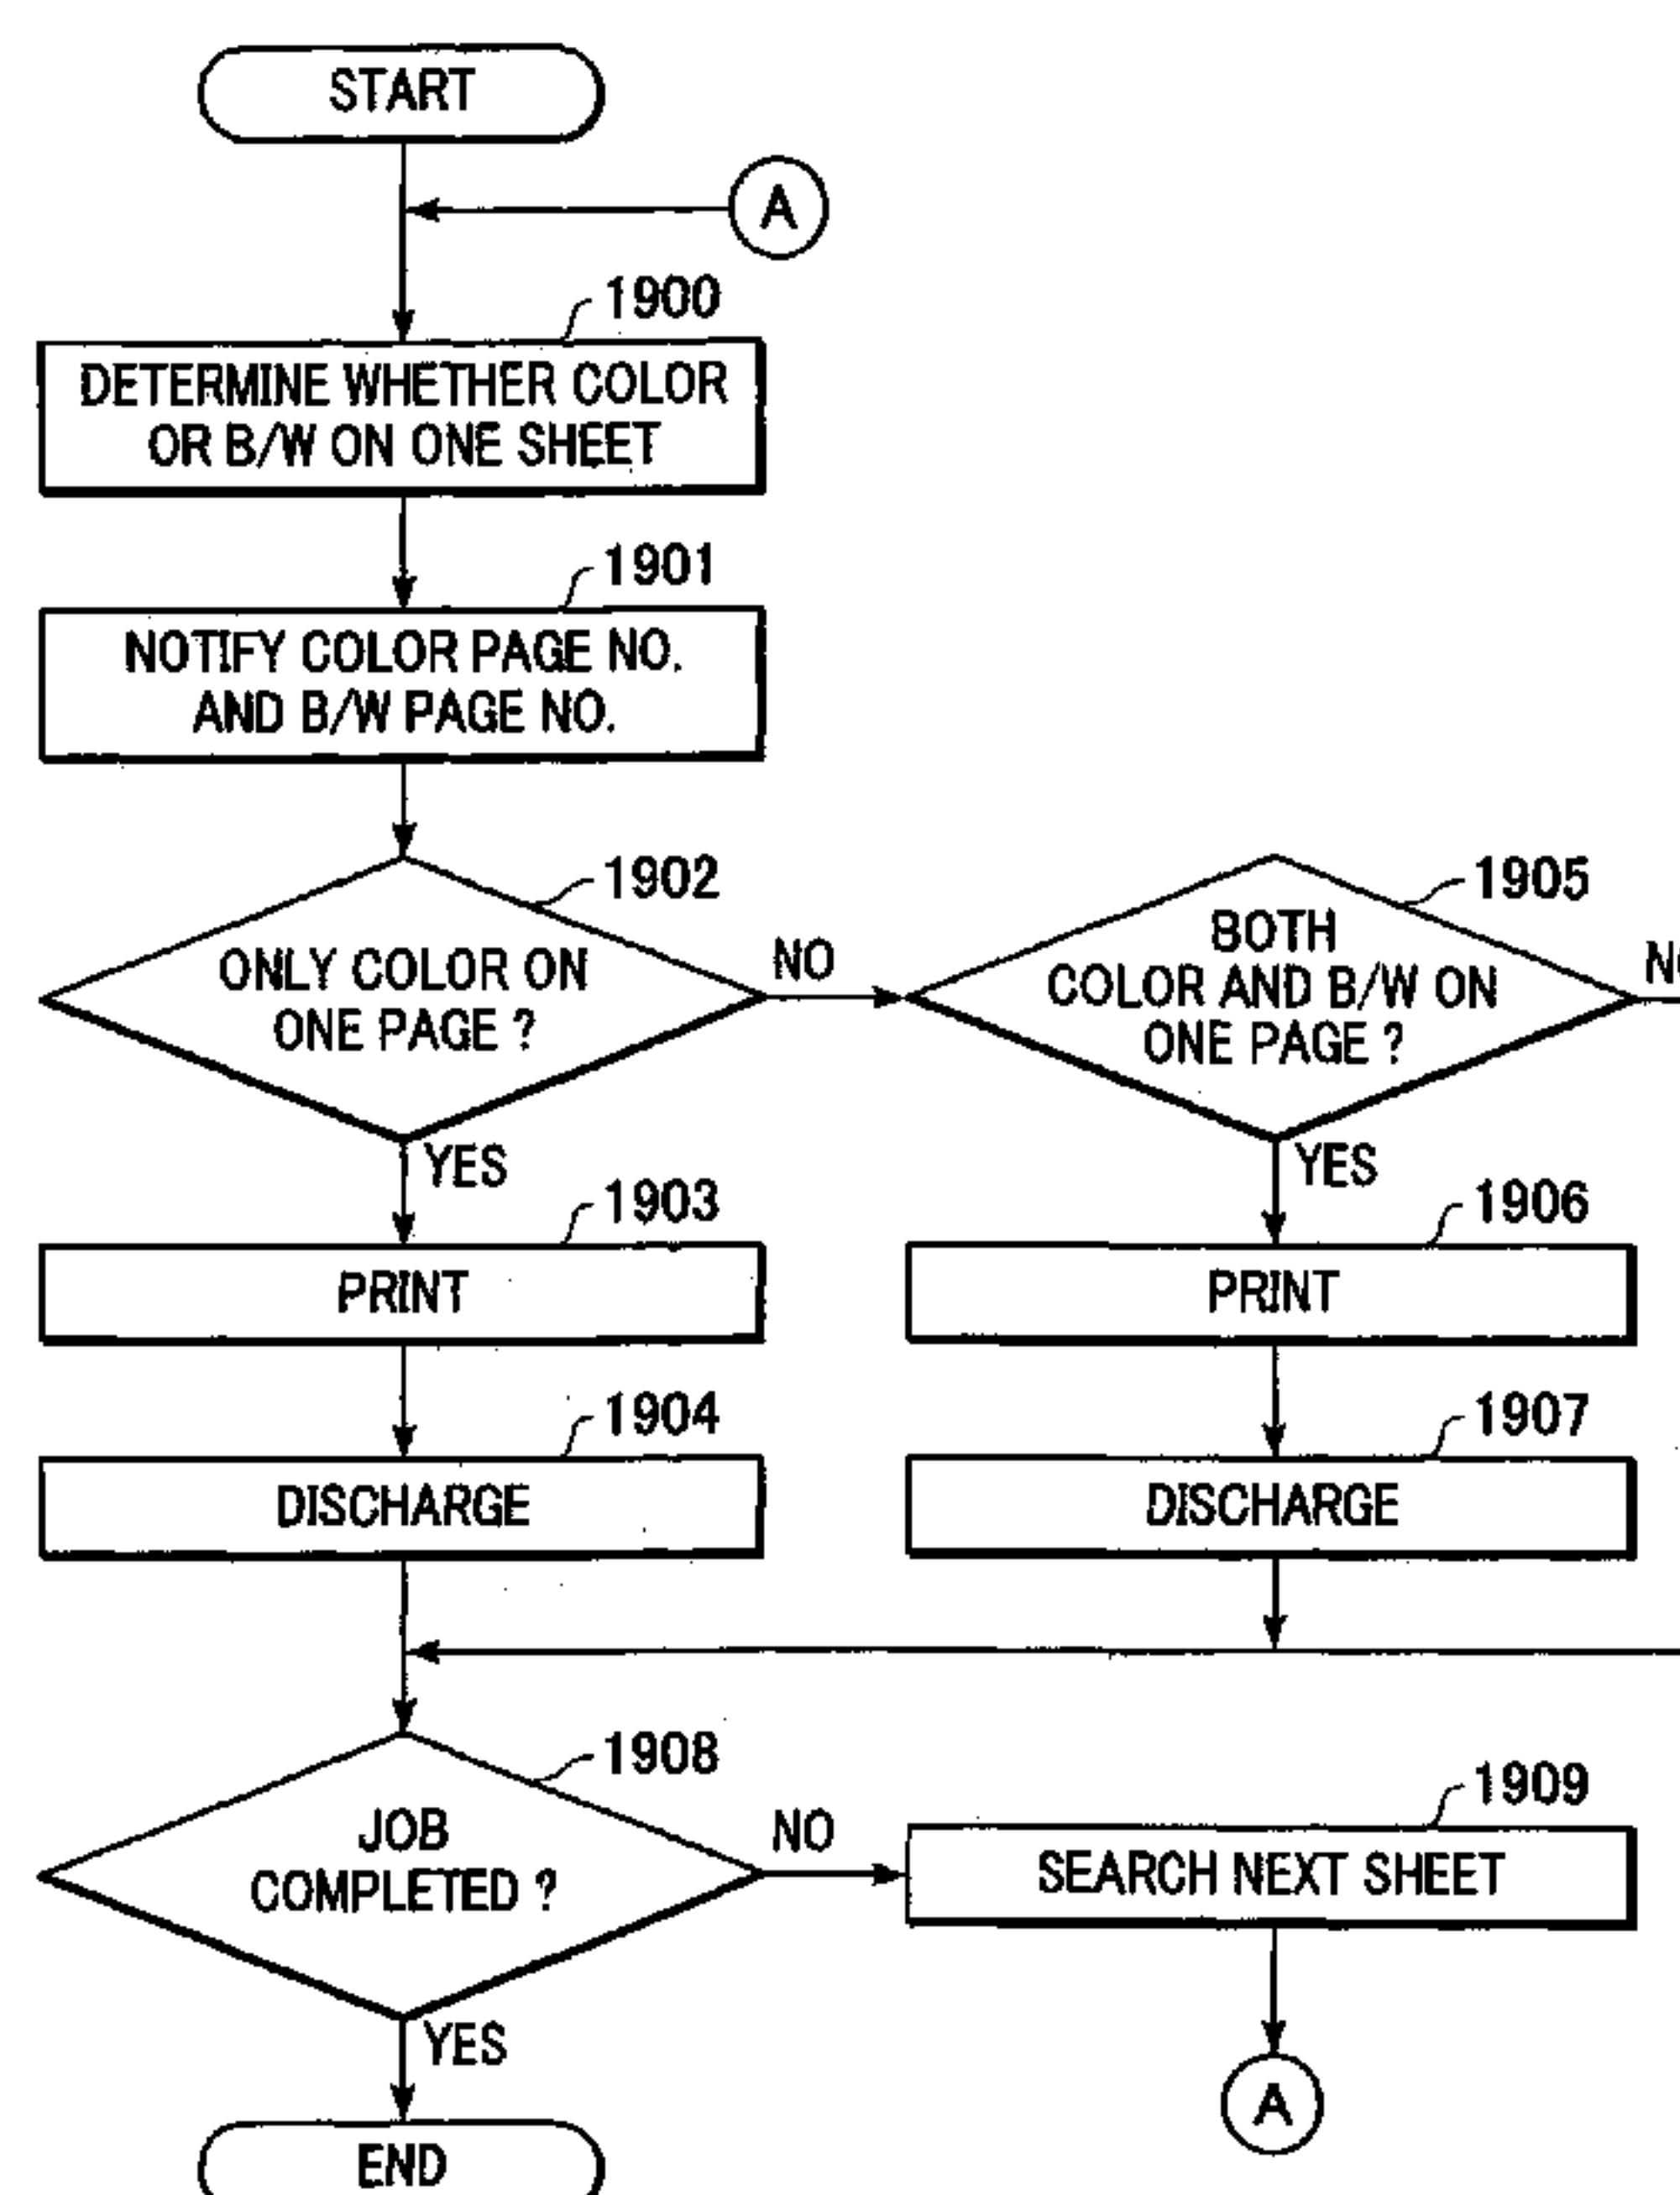 START
A
1900
DETERMINE WHETHER COLOR
OR B/W ON ONE SHEET
1901
NOTIFY COLOR PAGE NO.
AND B/W PAGE NO.
1902
ONLY COLOR ON
ONE PAGE ?
NO
1905
BOTH
COLOR AND B/W ON
ONE PAGE ?
NO
YES
YES
1903
PRINT
1906
PRINT
1904
DISCHARGE
1907
DISCHARGE
1908
JOB
COMPLETED ?
NO
1909
SEARCH NEXT SHEET
YES
A
END